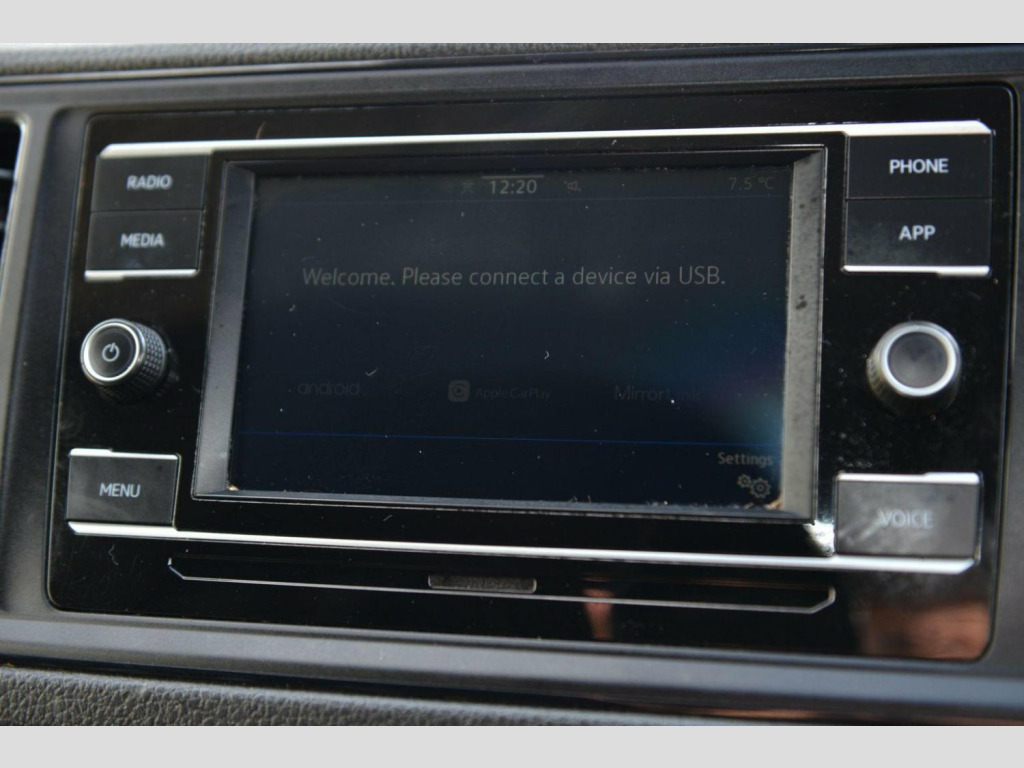 RADIO
MEDIA
MENU
12:20
7.5 °C
Welcome. Please connect a device via USB.
android
Apple CarPlay
MirrorLink
Settings
PHONE
APP
VOICE